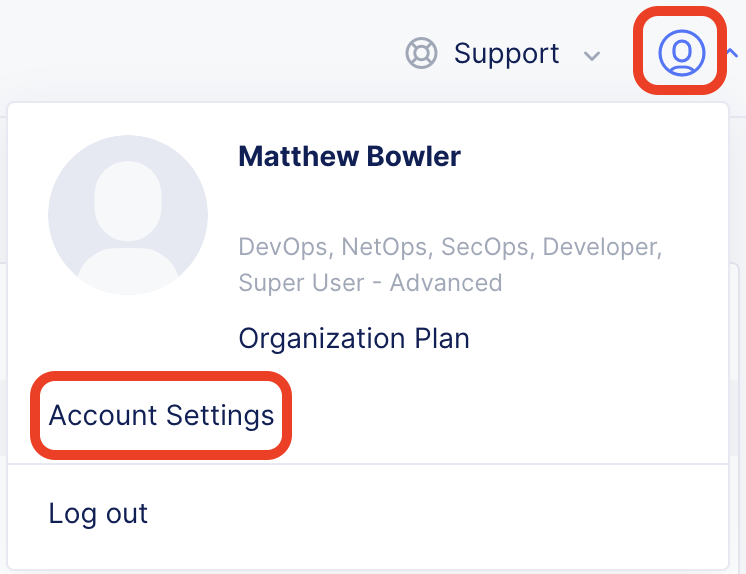 Support
Matthew Bowler
DevOps, NetOps, SecOps, Developer,
Super User - Advanced
Organization Plan
Account Settings
Log out